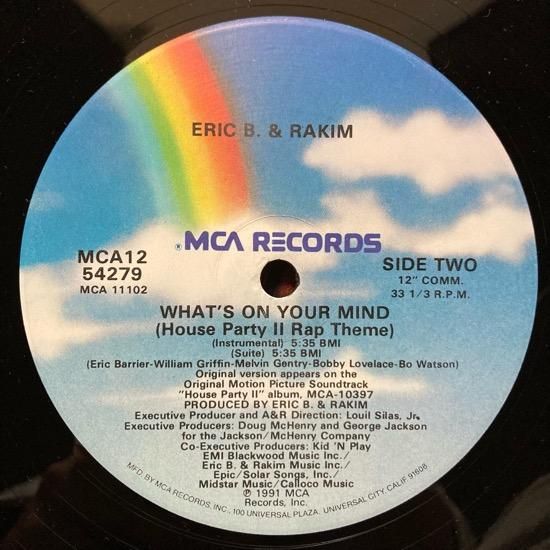 ERIC B. & RAKIM
® MCA RECORDS
MCA12
54279
MCA 11102
SIDE TWO
12" COMM.
33 1/3 R.P.M.
WHAT'S ON YOUR MIND
(House Party II Rap Theme)
(Instrumental) 5:35 BMI
(Suite) 5:35 BMI
(Eric Barrier-William Griffin-Melvin Gentry-Bobby Lovelace-Bo Watson)
Original version appears on the
Original Motion Picture Soundtrack
"House Party II" album, MCA-10397
PRODUCED BY ERIC B. & RAKIM
Executive Producer and A&R Direction: Louil Silas, Jr.
Executive Producers: Doug McHenry and George Jackson
for the Jackson/McHenry Company
Co-Executive Producers: Kid 'N Play
EMI Blackwood Music Inc./
Eric B. & Rakim Music Inc./
Epic/Solar Songs, Inc./
Midstar Music/Calloco Music
℗ 1991 MCA
Records, Inc.
MFD. BY MCA RECORDS, INC., 100 UNIVERSAL PLAZA, UNIVERSAL CITY, CALIF 91608